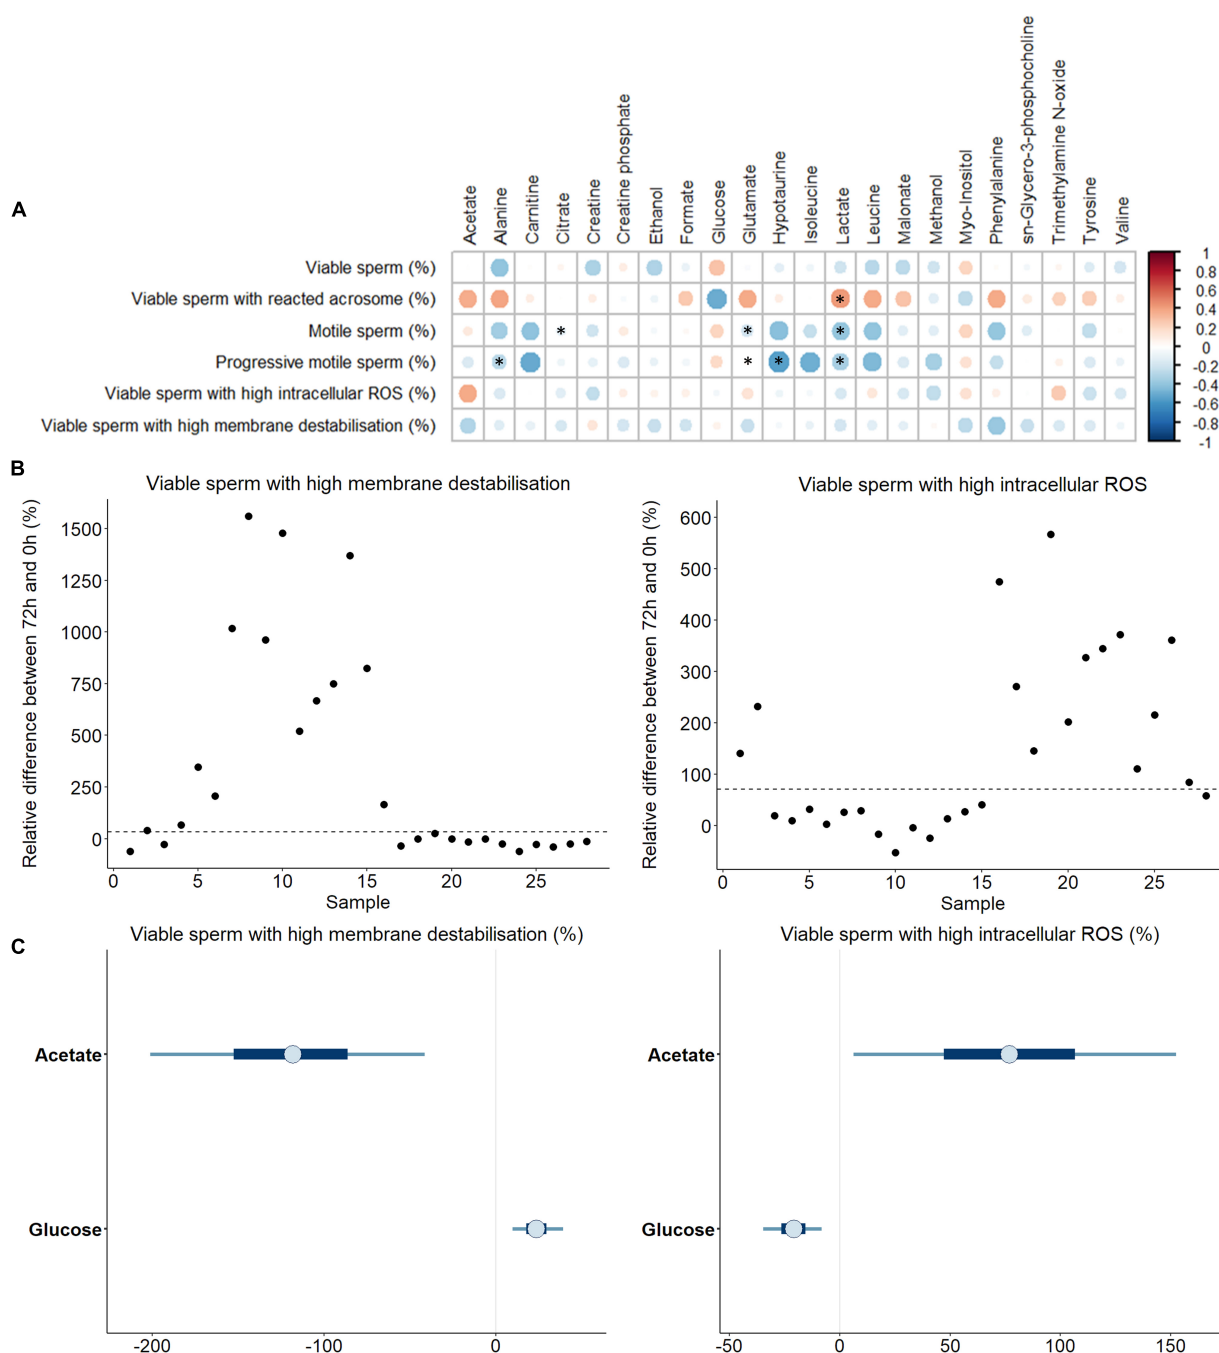 A
Acetate
Alanine
Carnitine
Citrate
Creatine
Creatine phosphate
Ethanol
Formate
Glucose
Glutamate
Hypotaurine
Isoleucine
Lactate
Leucine
Malonate
Methanol
Myo-Inositol
Phenylalanine
sn-Glycero-3-phosphocholine
Trimethylamine N-oxide
Tyrosine
Valine
Viable sperm (%)
Viable sperm with reacted acrosome (%)
*
Motile sperm (%)
* * *
Progressive motile sperm (%)
* * * *
Viable sperm with high intracellular ROS (%)
Viable sperm with high membrane destabilisation (%)
1
0.8
0.6
0.4
0.2
0
-0.2
-0.4
-0.6
-0.8
-1
B
Viable sperm with high membrane destabilisation
Relative difference between 72h and 0h (%)
1500
1250
1000
750
500
250
0
0 5 10 15 20 25
Sample
Viable sperm with high intracellular ROS
Relative difference between 72h and 0h (%)
600
500
400
300
200
100
0
0 5 10 15 20 25
Sample
C
Viable sperm with high membrane destabilisation (%)
Acetate
Glucose
-200 -100 0
Viable sperm with high intracellular ROS (%)
Acetate
Glucose
-50 0 50 100 150